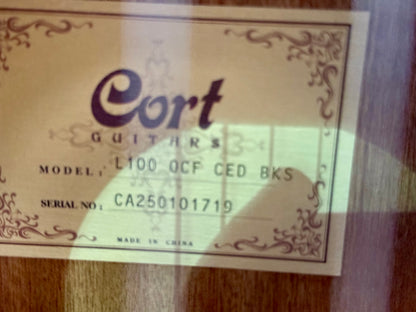 Cort
GUITARS
MODEL: L100 OCF CED BKS
SERIAL NO: CA250101719
MADE IN CHINA